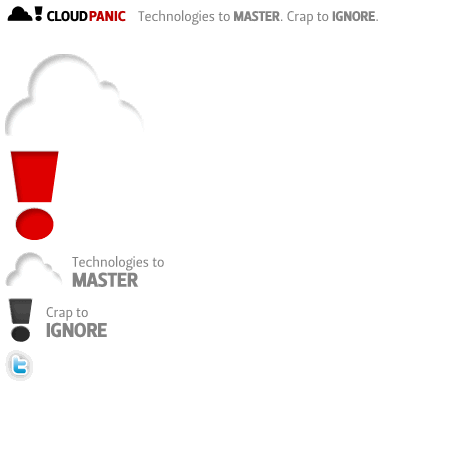 CLOUDPANIC Technologies to MASTER. Crap to IGNORE.
Technologies to
MASTER
Crap to
IGNORE